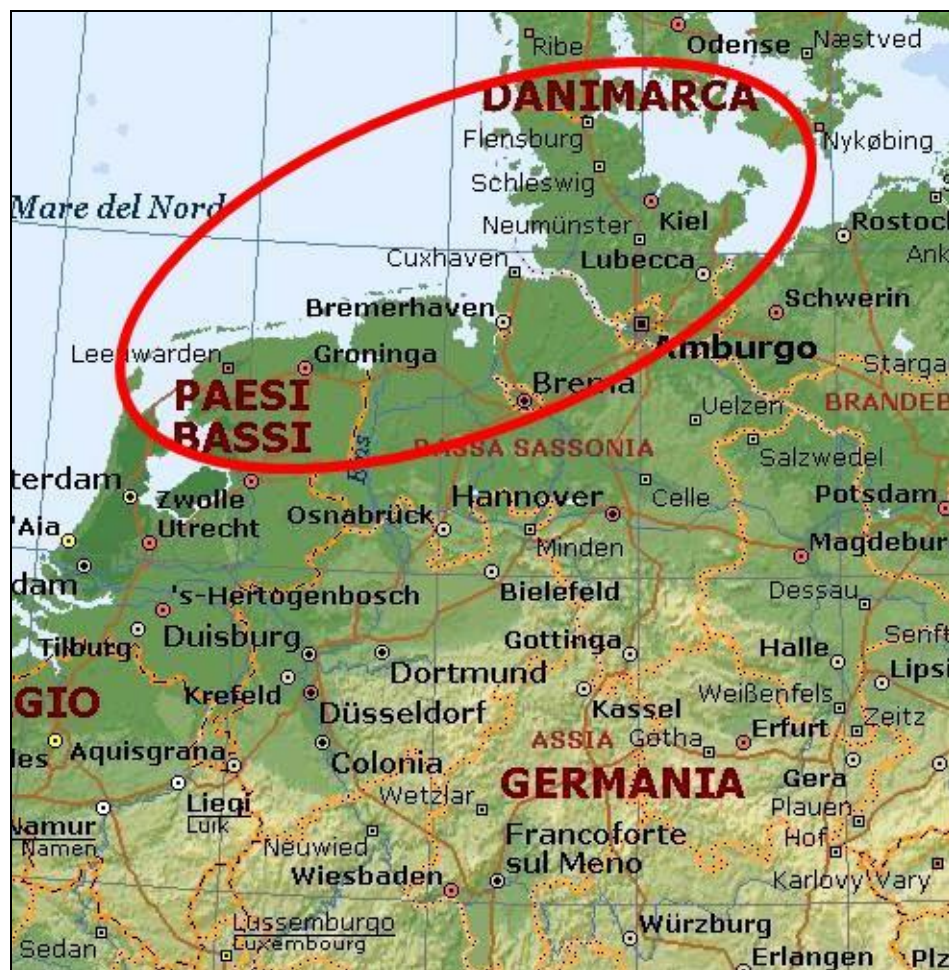 Ribe
Odense
Næstved
DANIMARCA
Flensburg
Nykøbing
Schleswig
Mare del Nord
Neumünster
Kiel
Rostoc
Cuxhaven
Lubecca
Ank
Bremerhaven
Schwerin
Leeuwarden
Groninga
Amburgo
Starga
PAESI
BASSI
Brema
Uelzen
BRANDEB
Ems
BASSA SASSONIA
Salzwedel
terdam
Zwolle
Hannover
Celle
Potsdam
'Aia
Utrecht
Osnabrück
Minden
Magdebur
dam
's-Hertogenbosch
Bielefeld
Dessau
Tilburg
Duisburg
Gottinga
Halle
Senft
Krefeld
Dortmund
Lipsi
GIO
Düsseldorf
Kassel
Weißenfels
Zeitz
les
Aquisgrana
Colonia
ASSIA
Gotha
Erfurt
Gera
Liegi
Luik
Wetzlar
GERMANIA
Plauen
Namur
Namen
Neuwied
Francoforte
sul Meno
Hof
Wiesbaden
Karlovy Vary
Lussemburgo
Luxembourg
Würzburg
Sedan
Erlangen
Plz